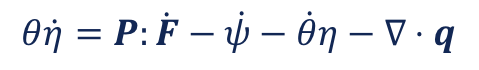 θη̇ = P: Ḟ − ψ̇ − θ̇η − ∇ · q